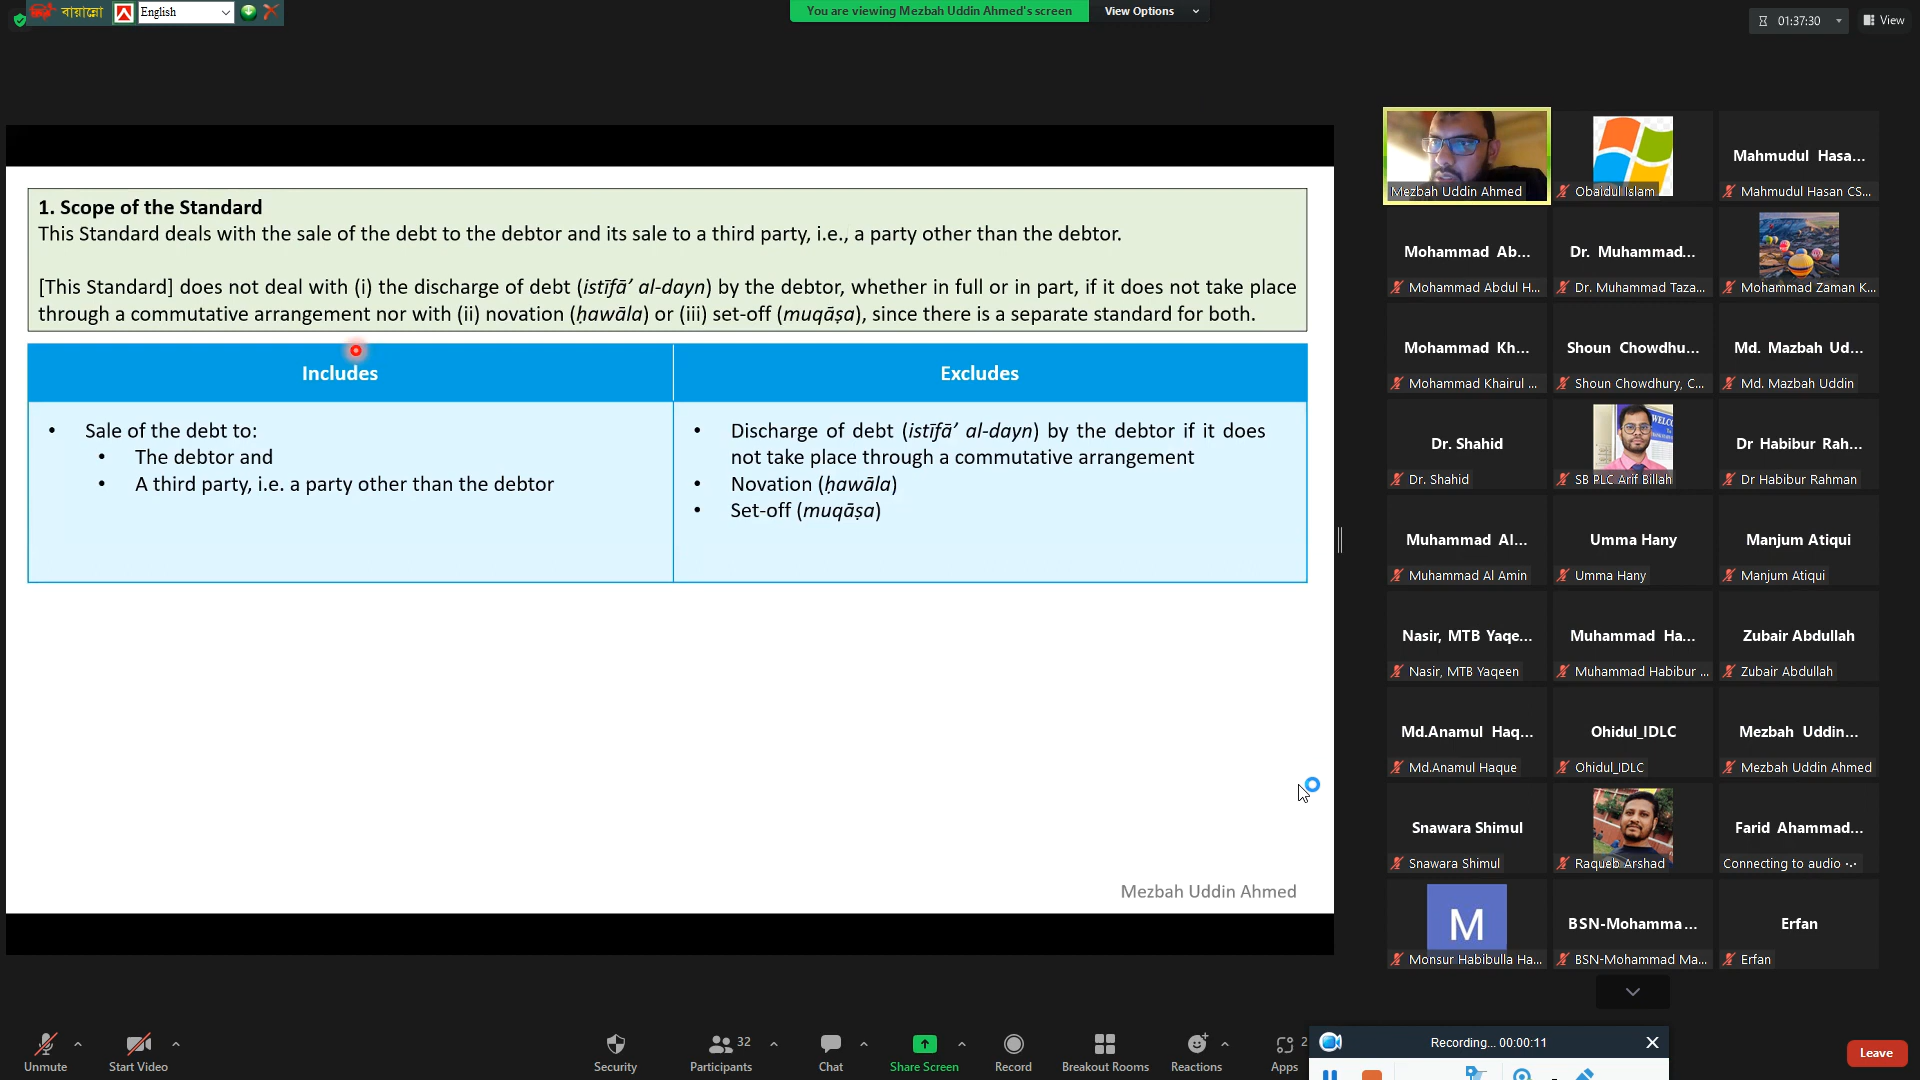 বায়ান্নো
English
You are viewing Mezbah Uddin Ahmed's screen
View Options
01:37:30
View
1. Scope of the Standard
This Standard deals with the sale of the debt to the debtor and its sale to a third party, i.e., a party other than the debtor.
[This Standard] does not deal with (i) the discharge of debt (istīfā’ al-dayn) by the debtor, whether in full or in part, if it does not take place
through a commutative arrangement nor with (ii) novation (ḥawāla) or (iii) set-off (muqāṣa), since there is a separate standard for both.
Includes
Excludes
• Sale of the debt to:
• The debtor and
• A third party, i.e. a party other than the debtor
• Discharge of debt (istīfā’ al-dayn) by the debtor if it does
not take place through a commutative arrangement
• Novation (ḥawāla)
• Set-off (muqāṣa)
Mezbah Uddin Ahmed
Mezbah Uddin Ahmed
Obaidul Islam
Mahmudul Hasa...
Mahmudul Hasan CS...
Mohammad Ab...
Mohammad Abdul H...
Dr. Muhammad...
Dr. Muhammad Taza...
Mohammad Zaman K...
Mohammad Kh...
Mohammad Khairul ...
Shoun Chowdhu...
Shoun Chowdhury, C...
Md. Mazbah Ud...
Md. Mazbah Uddin
Dr. Shahid
Dr. Shahid
WELC
SB PLC Arif Billah
Dr Habibur Rah...
Dr Habibur Rahman
Muhammad Al...
Muhammad Al Amin
Umma Hany
Umma Hany
Manjum Atiqui
Manjum Atiqui
Nasir, MTB Yaqe...
Nasir, MTB Yaqeen
Muhammad Ha...
Muhammad Habibur ...
Zubair Abdullah
Zubair Abdullah
Md.Anamul Haq...
Md.Anamul Haque
Ohidul_IDLC
Ohidul_IDLC
Mezbah Uddin...
Mezbah Uddin Ahmed
Snawara Shimul
Snawara Shimul
Raqueb Arshad
Farid Ahammad...
Connecting to audio
M
Monsur Habibulla Ha...
BSN-Mohamma...
BSN-Mohammad Ma...
Erfan
Erfan
Unmute
Start Video
Security
Participants
32
Chat
Share Screen
Record
Breakout Rooms
Reactions
Apps
2
Recording... 00:00:11
Leave